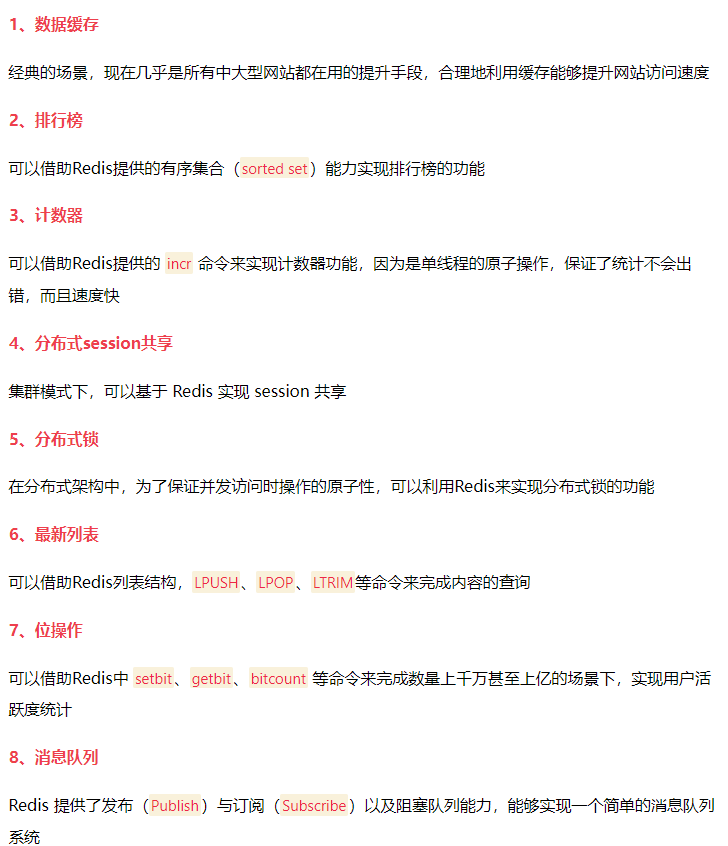 1、数据缓存
经典的场景，现在几乎是所有中大型网站都在用的提升手段，合理地利用缓存能够提升网站访问速度
2、排行榜
可以借助Redis提供的有序集合（sorted set）能力实现排行榜的功能
3、计数器
可以借助Redis提供的 incr 命令来实现计数器功能，因为是单线程的原子操作，保证了统计不会出
错，而且速度快
4、分布式session共享
集群模式下，可以基于 Redis 实现 session 共享
5、分布式锁
在分布式架构中，为了保证并发访问时操作的原子性，可以利用Redis来实现分布式锁的功能
6、最新列表
可以借助Redis列表结构，LPUSH、LPOP、LTRIM等命令来完成内容的查询
7、位操作
可以借助Redis中 setbit、getbit、bitcount 等命令来完成数量上千万甚至上亿的场景下，实现用户活
跃度统计
8、消息队列
Redis 提供了发布（Publish）与订阅（Subscribe）以及阻塞队列能力，能够实现一个简单的消息队列
系统